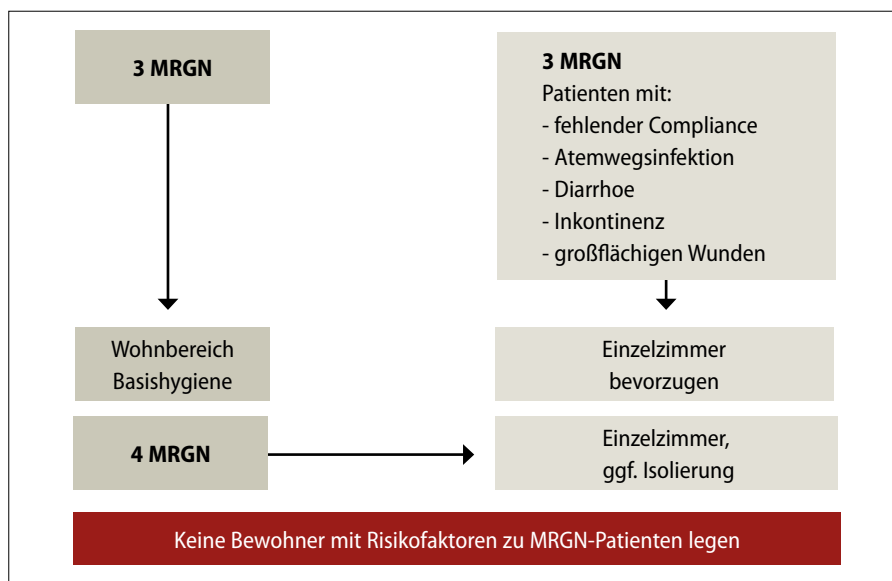 3 MRGN
3 MRGN
Patienten mit:
- fehlender Compliance
- Atemwegsinfektion
- Diarrhoe
- Inkontinenz
- großflächigen Wunden
Wohnbereich
Basishygiene
Einzelzimmer
bevorzugen
4 MRGN
Einzelzimmer,
ggf. Isolierung
Keine Bewohner mit Risikofaktoren zu MRGN-Patienten legen